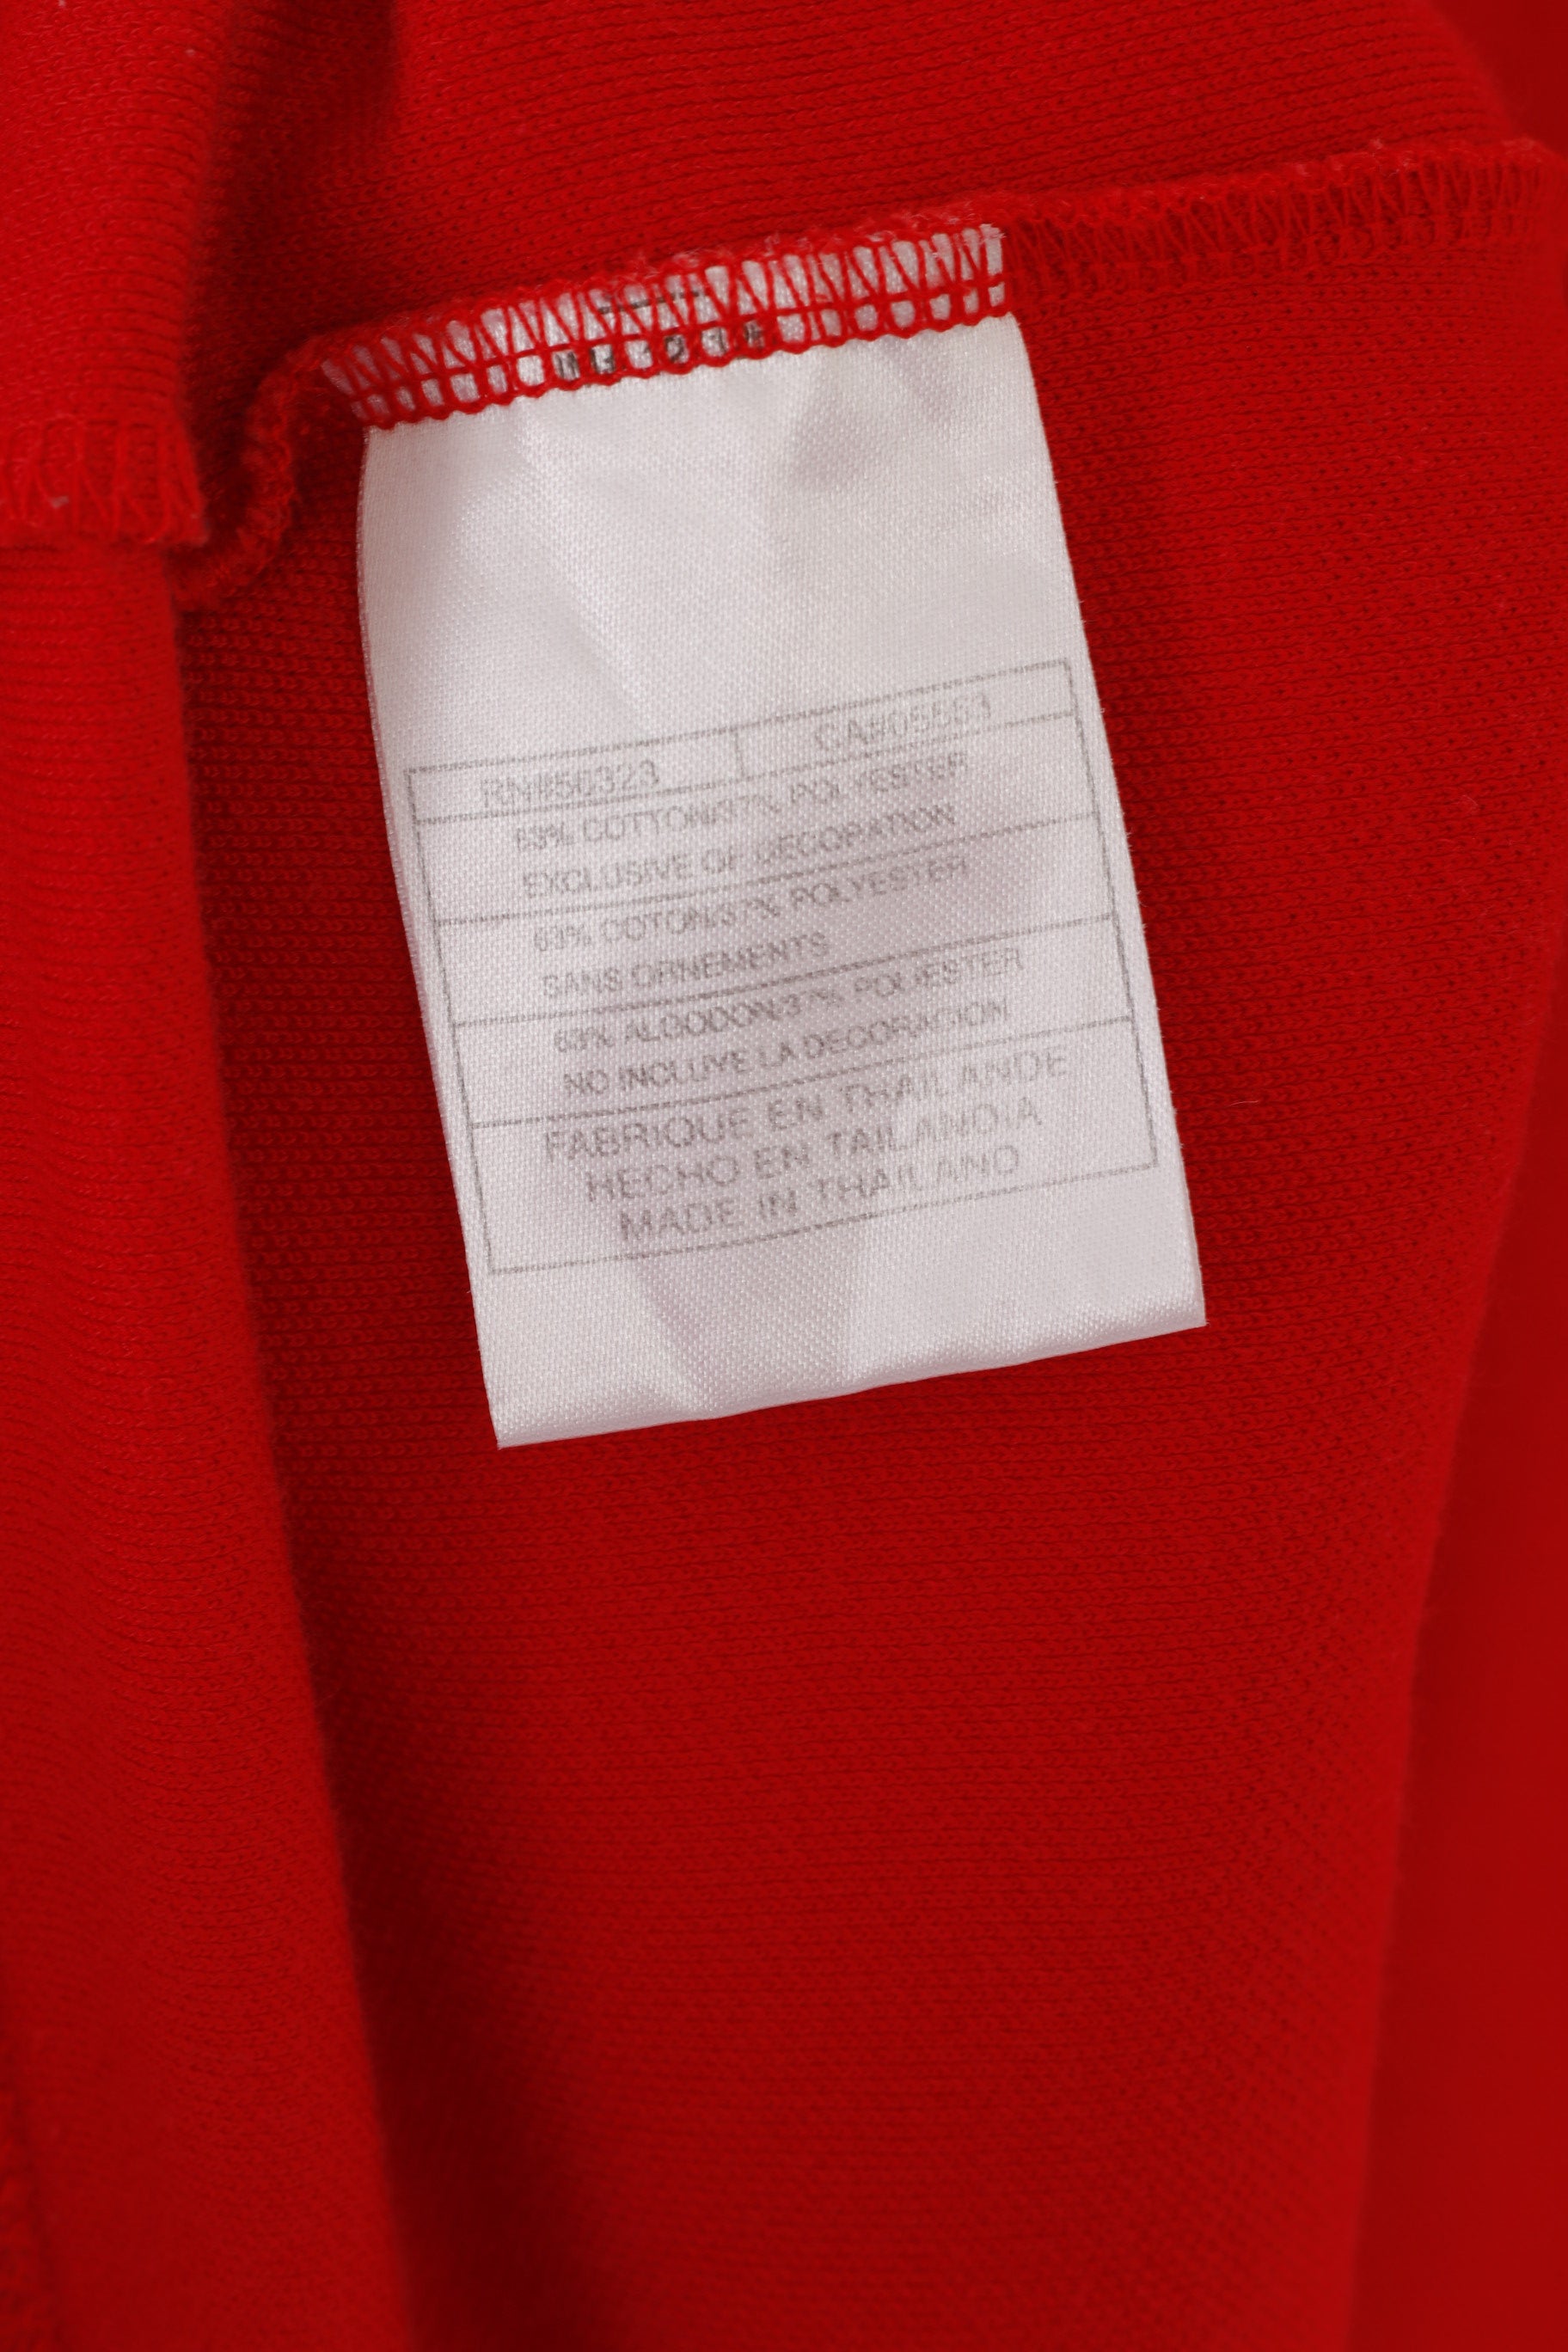 RN#56323 CA#05553
63% COTTON/37% POLYESTER
EXCLUSIVE OF DECORATION
63% COTON/37% POLYESTER
SANS ORNEMENTS
63% ALGODON/37% POLIESTER
NO INCLUYE LA DECORACION
FABRIQUE EN THAILANDE
HECHO EN TAILANDIA
MADE IN THAILAND